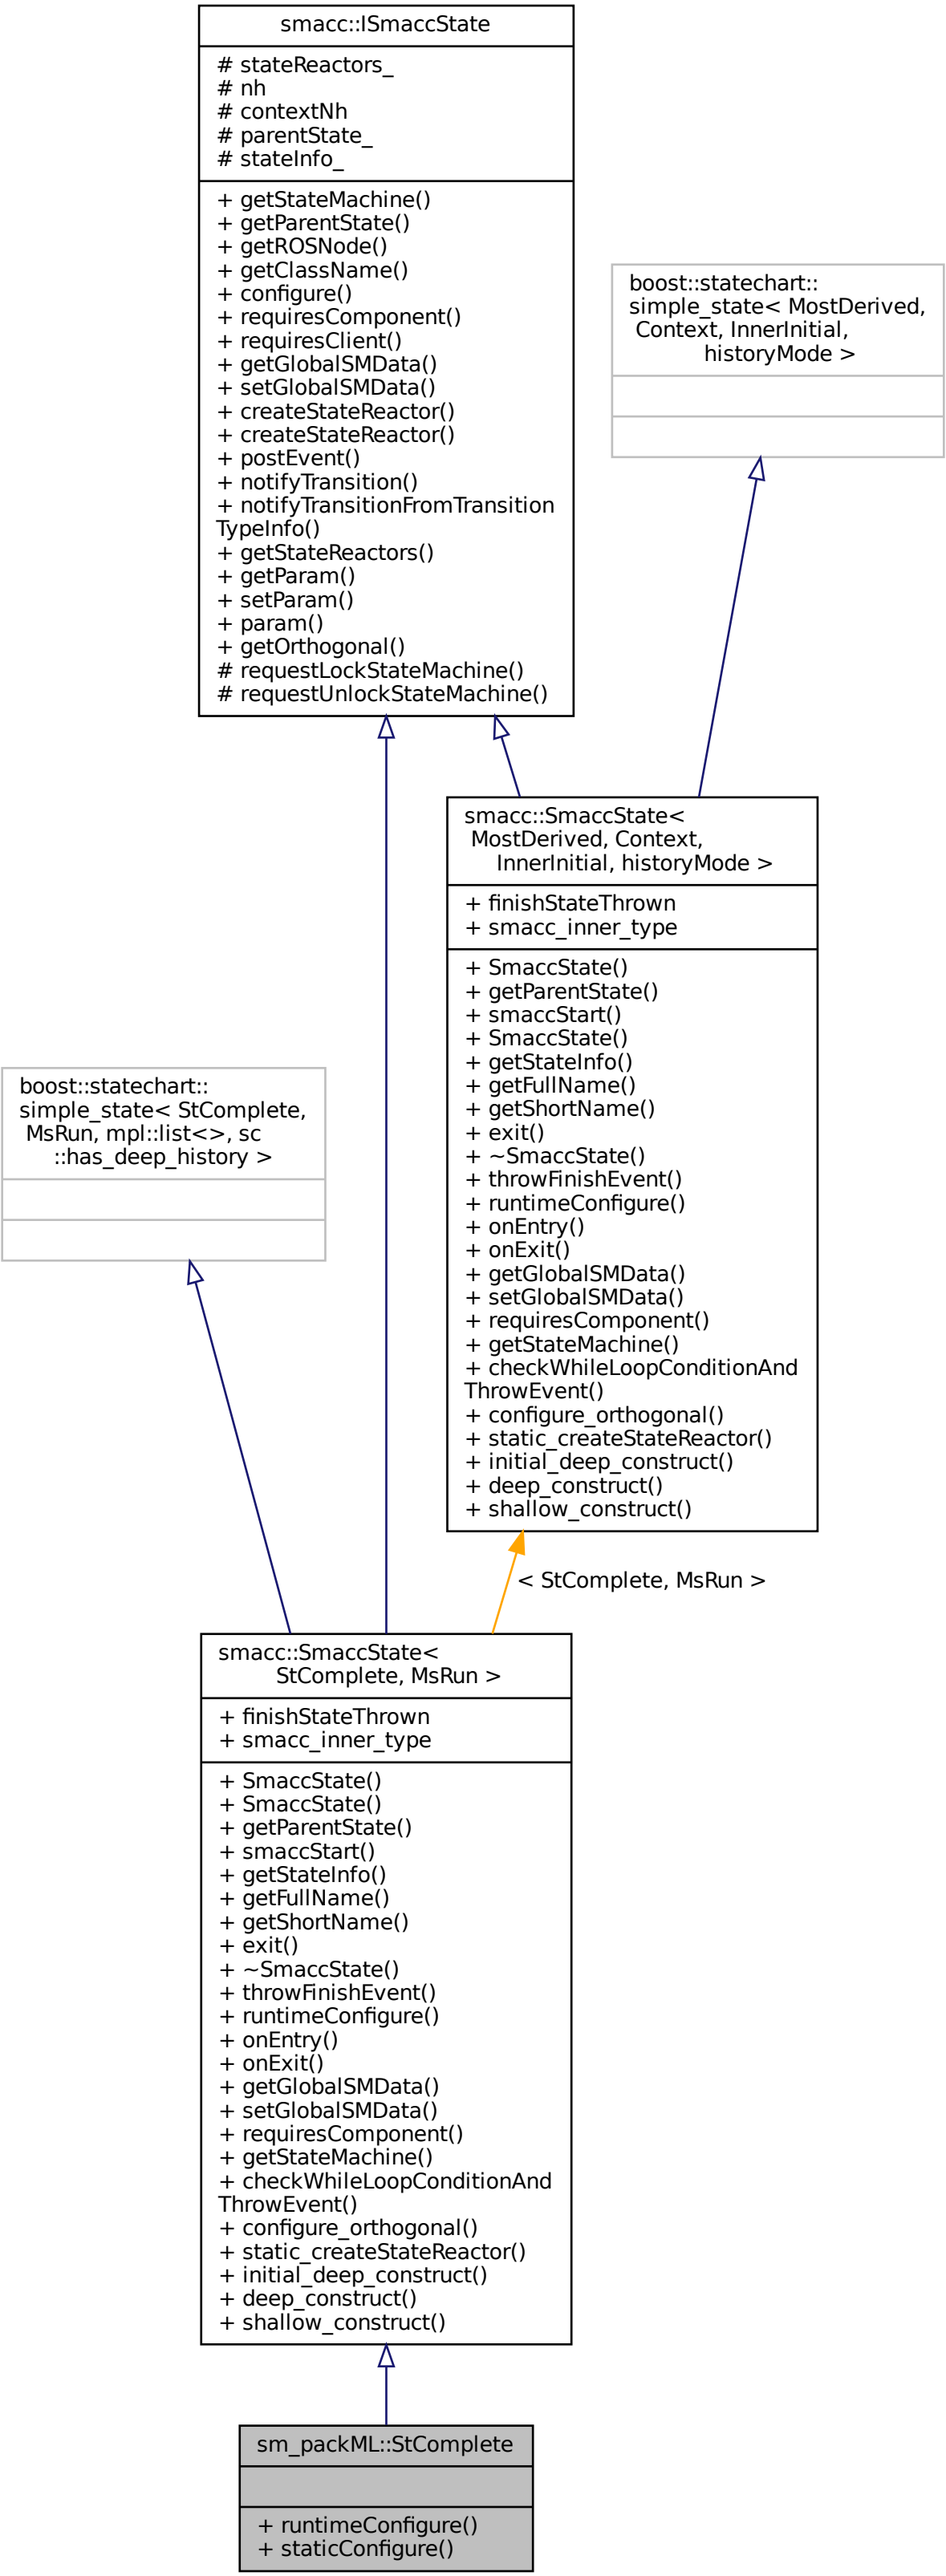 smacc::ISmaccState
# stateReactors_
# nh
# contextNh
# parentState_
# stateInfo_
+ getStateMachine()
+ getParentState()
+ getROSNode()
+ getClassName()
+ configure()
+ requiresComponent()
+ requiresClient()
+ getGlobalSMData()
+ setGlobalSMData()
+ createStateReactor()
+ createStateReactor()
+ postEvent()
+ notifyTransition()
+ notifyTransitionFromTransition
TypeInfo()
+ getStateReactors()
+ getParam()
+ setParam()
+ param()
+ getOrthogonal()
# requestLockStateMachine()
# requestUnlockStateMachine()
boost::statechart::
simple_state< MostDerived,
Context, InnerInitial,
historyMode >
smacc::SmaccState<
MostDerived, Context,
InnerInitial, historyMode >
+ finishStateThrown
+ smacc_inner_type
+ SmaccState()
+ getParentState()
+ smaccStart()
+ SmaccState()
+ getStateInfo()
+ getFullName()
+ getShortName()
+ exit()
+ ~SmaccState()
+ throwFinishEvent()
+ runtimeConfigure()
+ onEntry()
+ onExit()
+ getGlobalSMData()
+ setGlobalSMData()
+ requiresComponent()
+ getStateMachine()
+ checkWhileLoopConditionAnd
ThrowEvent()
+ configure_orthogonal()
+ static_createStateReactor()
+ initial_deep_construct()
+ deep_construct()
+ shallow_construct()
boost::statechart::
simple_state< StComplete,
MsRun, mpl::list<>, sc
::has_deep_history >
< StComplete, MsRun >
smacc::SmaccState<
StComplete, MsRun >
+ finishStateThrown
+ smacc_inner_type
+ SmaccState()
+ SmaccState()
+ getParentState()
+ smaccStart()
+ getStateInfo()
+ getFullName()
+ getShortName()
+ exit()
+ ~SmaccState()
+ throwFinishEvent()
+ runtimeConfigure()
+ onEntry()
+ onExit()
+ getGlobalSMData()
+ setGlobalSMData()
+ requiresComponent()
+ getStateMachine()
+ checkWhileLoopConditionAnd
ThrowEvent()
+ configure_orthogonal()
+ static_createStateReactor()
+ initial_deep_construct()
+ deep_construct()
+ shallow_construct()
sm_packML::StComplete
+ runtimeConfigure()
+ staticConfigure()